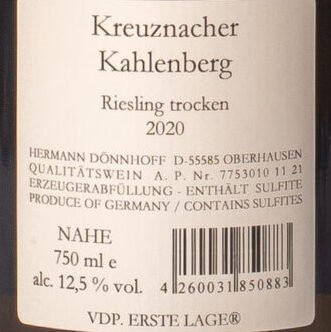 Kreuznacher
Kahlenberg
Riesling trocken
2020
HERMANN DÖNNHOFF D-55585 OBERHAUSEN
QUALITÄTSWEIN A. P. Nr. 7753010 11 21
ERZEUGERABFÜLLUNG - ENTHÄLT SULFITE
PRODUCE OF GERMANY / CONTAINS SULFITES
NAHE
750 ml e
alc. 12,5 % vol.
4 260031 850883
VDP. ERSTE LAGE®